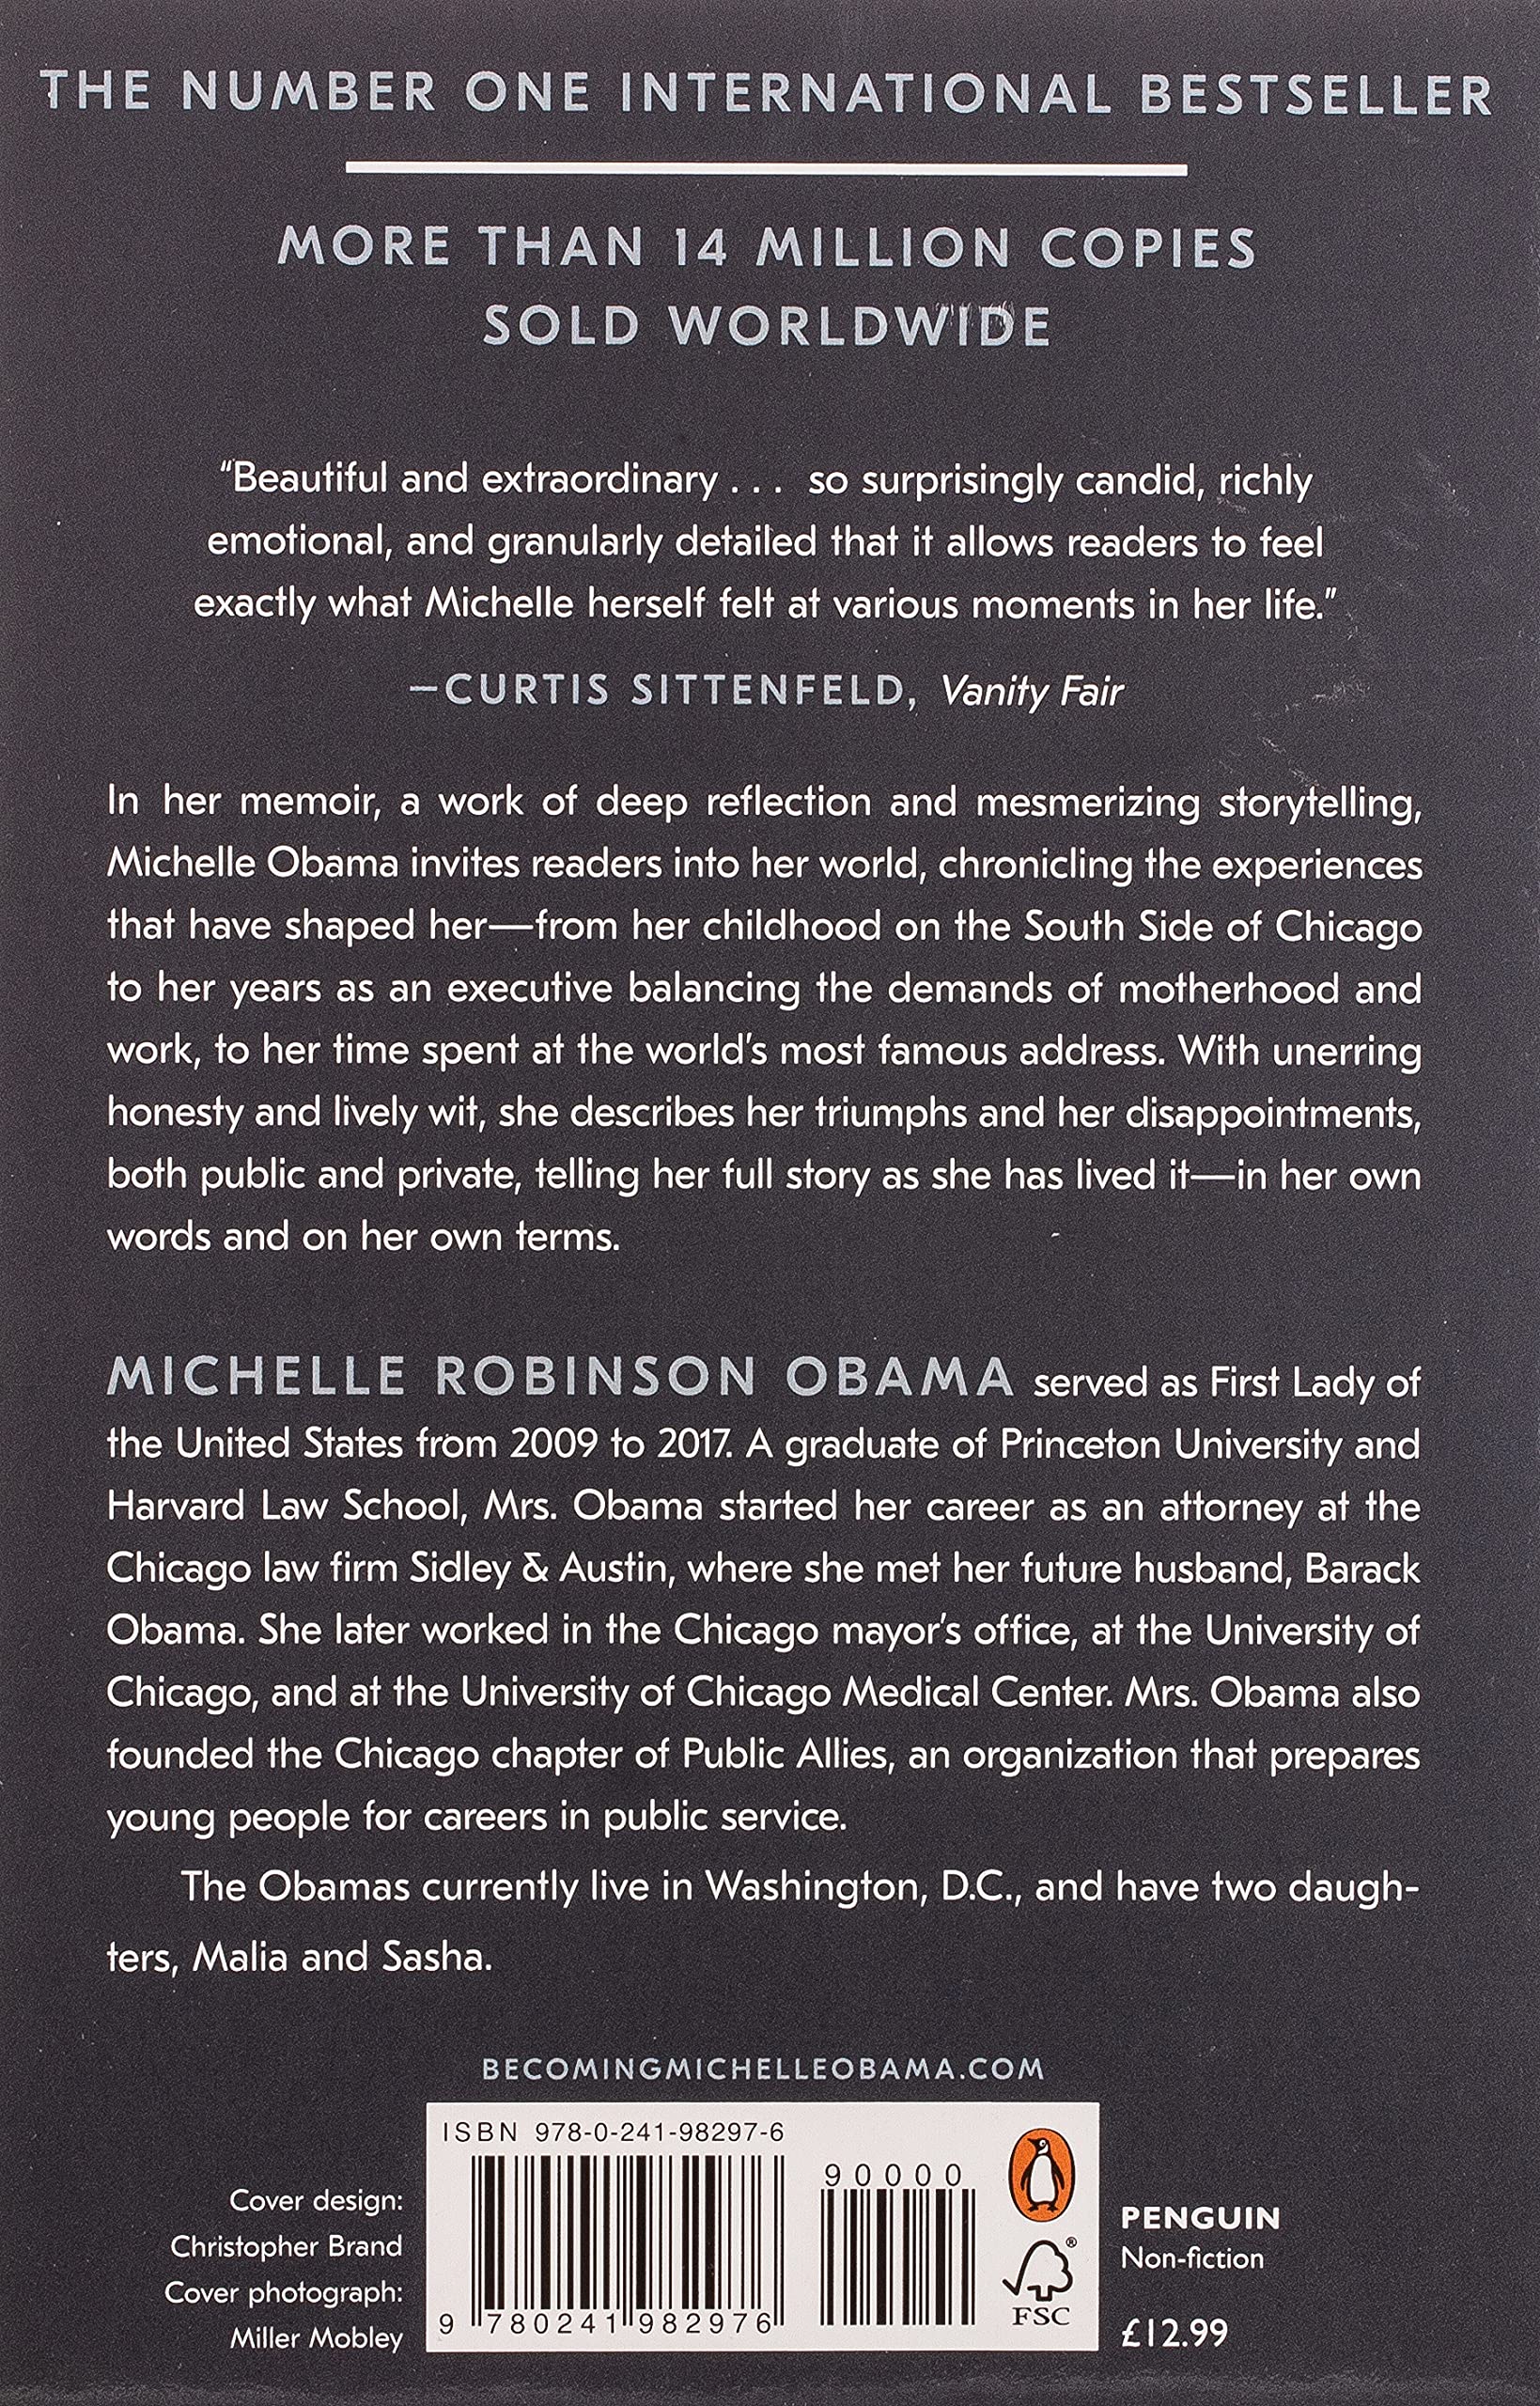 THE NUMBER ONE INTERNATIONAL BESTSELLER
MORE THAN 14 MILLION COPIES
SOLD WORLDWIDE
“Beautiful and extraordinary . . . so surprisingly candid, richly
emotional, and granularly detailed that it allows readers to feel
exactly what Michelle herself felt at various moments in her life.”
—CURTIS SITTENFELD, Vanity Fair
In her memoir, a work of deep reflection and mesmerizing storytelling,
Michelle Obama invites readers into her world, chronicling the experiences
that have shaped her—from her childhood on the South Side of Chicago
to her years as an executive balancing the demands of motherhood and
work, to her time spent at the world’s most famous address. With unerring
honesty and lively wit, she describes her triumphs and her disappointments,
both public and private, telling her full story as she has lived it—in her own
words and on her own terms.
MICHELLE ROBINSON OBAMA served as First Lady of
the United States from 2009 to 2017. A graduate of Princeton University and
Harvard Law School, Mrs. Obama started her career as an attorney at the
Chicago law firm Sidley & Austin, where she met her future husband, Barack
Obama. She later worked in the Chicago mayor’s office, at the University of
Chicago, and at the University of Chicago Medical Center. Mrs. Obama also
founded the Chicago chapter of Public Allies, an organization that prepares
young people for careers in public service.
The Obamas currently live in Washington, D.C., and have two daugh-
ters, Malia and Sasha.
BECOMINGMICHELLEOBAMA.COM
Cover design:
Christopher Brand
Cover photograph:
Miller Mobley
ISBN 978-0-241-98297-6
90000
9 780241 982976
®
FSC
PENGUIN
Non-fiction
£12.99